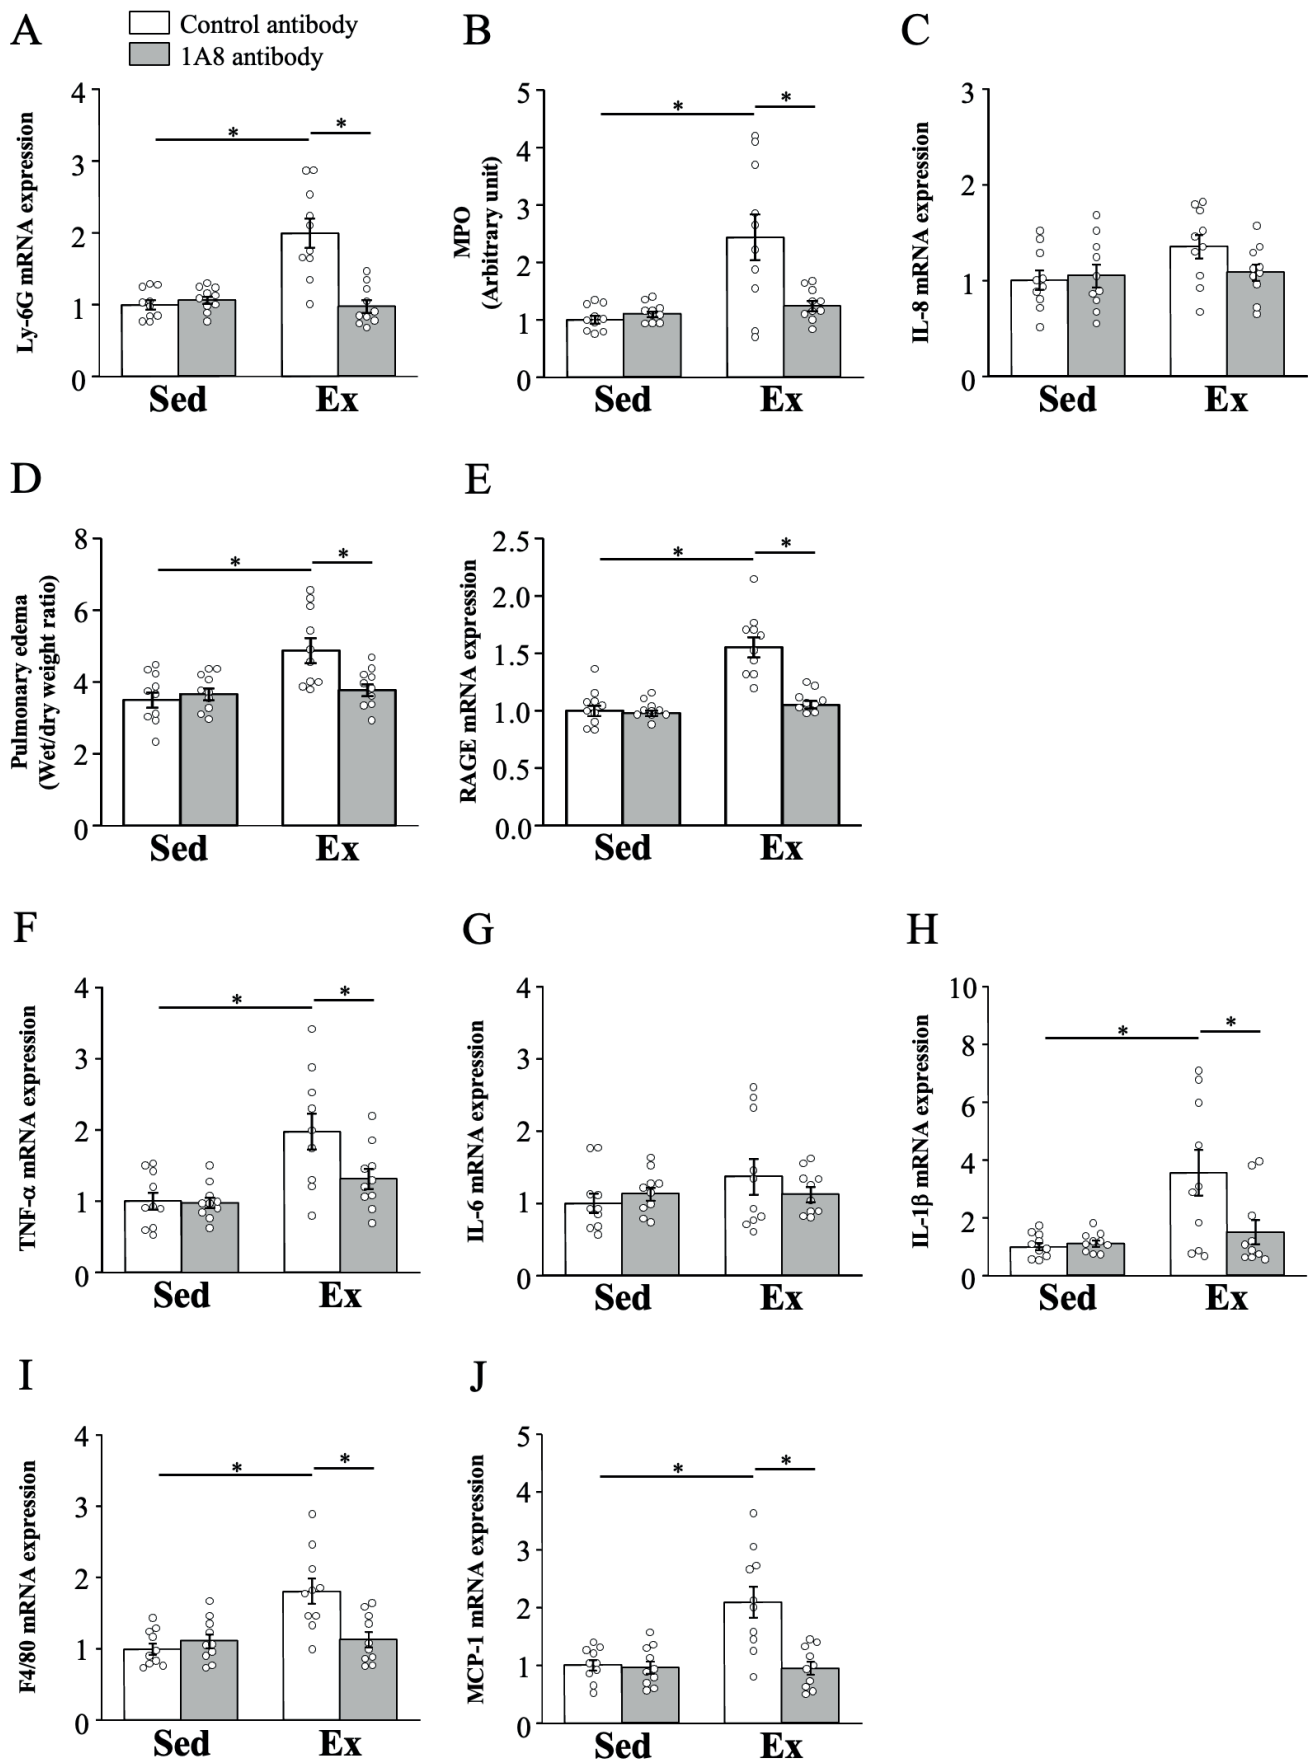 A
Control antibody
1A8 antibody
Ly-6G mRNA expression
4
3
2
1
0
*
*
Sed
Ex
B
MPO
(Arbitrary unit)
5
4
3
2
1
0
*
*
Sed
Ex
C
IL-8 mRNA expression
3
2
1
0
Sed
Ex
D
Pulmonary edema
(Wet/dry weight ratio)
8
6
4
2
0
*
*
Sed
Ex
E
RAGE mRNA expression
2.5
2.0
1.5
1.0
0.5
0.0
*
*
Sed
Ex
F
TNF-α mRNA expression
4
3
2
1
0
*
*
Sed
Ex
G
IL-6 mRNA expression
4
3
2
1
0
Sed
Ex
H
IL-1β mRNA expression
10
8
6
4
2
0
*
*
Sed
Ex
I
F4/80 mRNA expression
4
3
2
1
0
*
*
Sed
Ex
J
MCP-1 mRNA expression
5
4
3
2
1
0
*
*
Sed
Ex